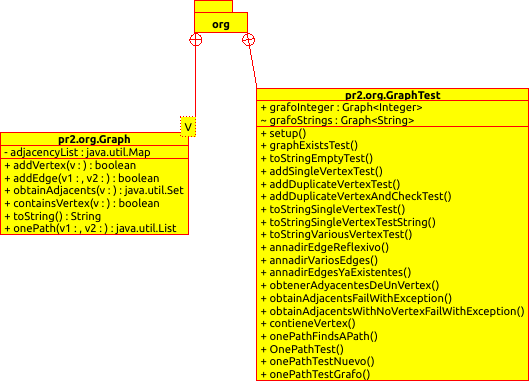 org
V
pr2.org.Graph
- adjacencyList : java.util.Map
+ addVertex(v : ) : boolean
+ addEdge(v1 : , v2 : ) : boolean
+ obtainAdjacents(v : ) : java.util.Set
+ containsVertex(v : ) : boolean
+ toString() : String
+ onePath(v1 : , v2 : ) : java.util.List
pr2.org.GraphTest
+ grafoInteger : Graph<Integer>
~ grafoStrings : Graph<String>
+ setup()
+ graphExistsTest()
+ toStringEmptyTest()
+ addSingleVertexTest()
+ addDuplicateVertexTest()
+ addDuplicateVertexAndCheckTest()
+ toStringSingleVertexTest()
+ toStringSingleVertexTestString()
+ toStringVariousVertexTest()
+ annadirEdgeReflexivo()
+ annadirVariosEdges()
+ annadirEdgesYaExistentes()
+ obtenerAdyacentesDeUnVertex()
+ obtainAdjacentsFailWithException()
+ obtainAdjacentsWithNoVertexFailWithException()
+ contieneVertex()
+ onePathFindsAPath()
+ OnePathTest()
+ onePathTestNuevo()
+ onePathTestGrafo()